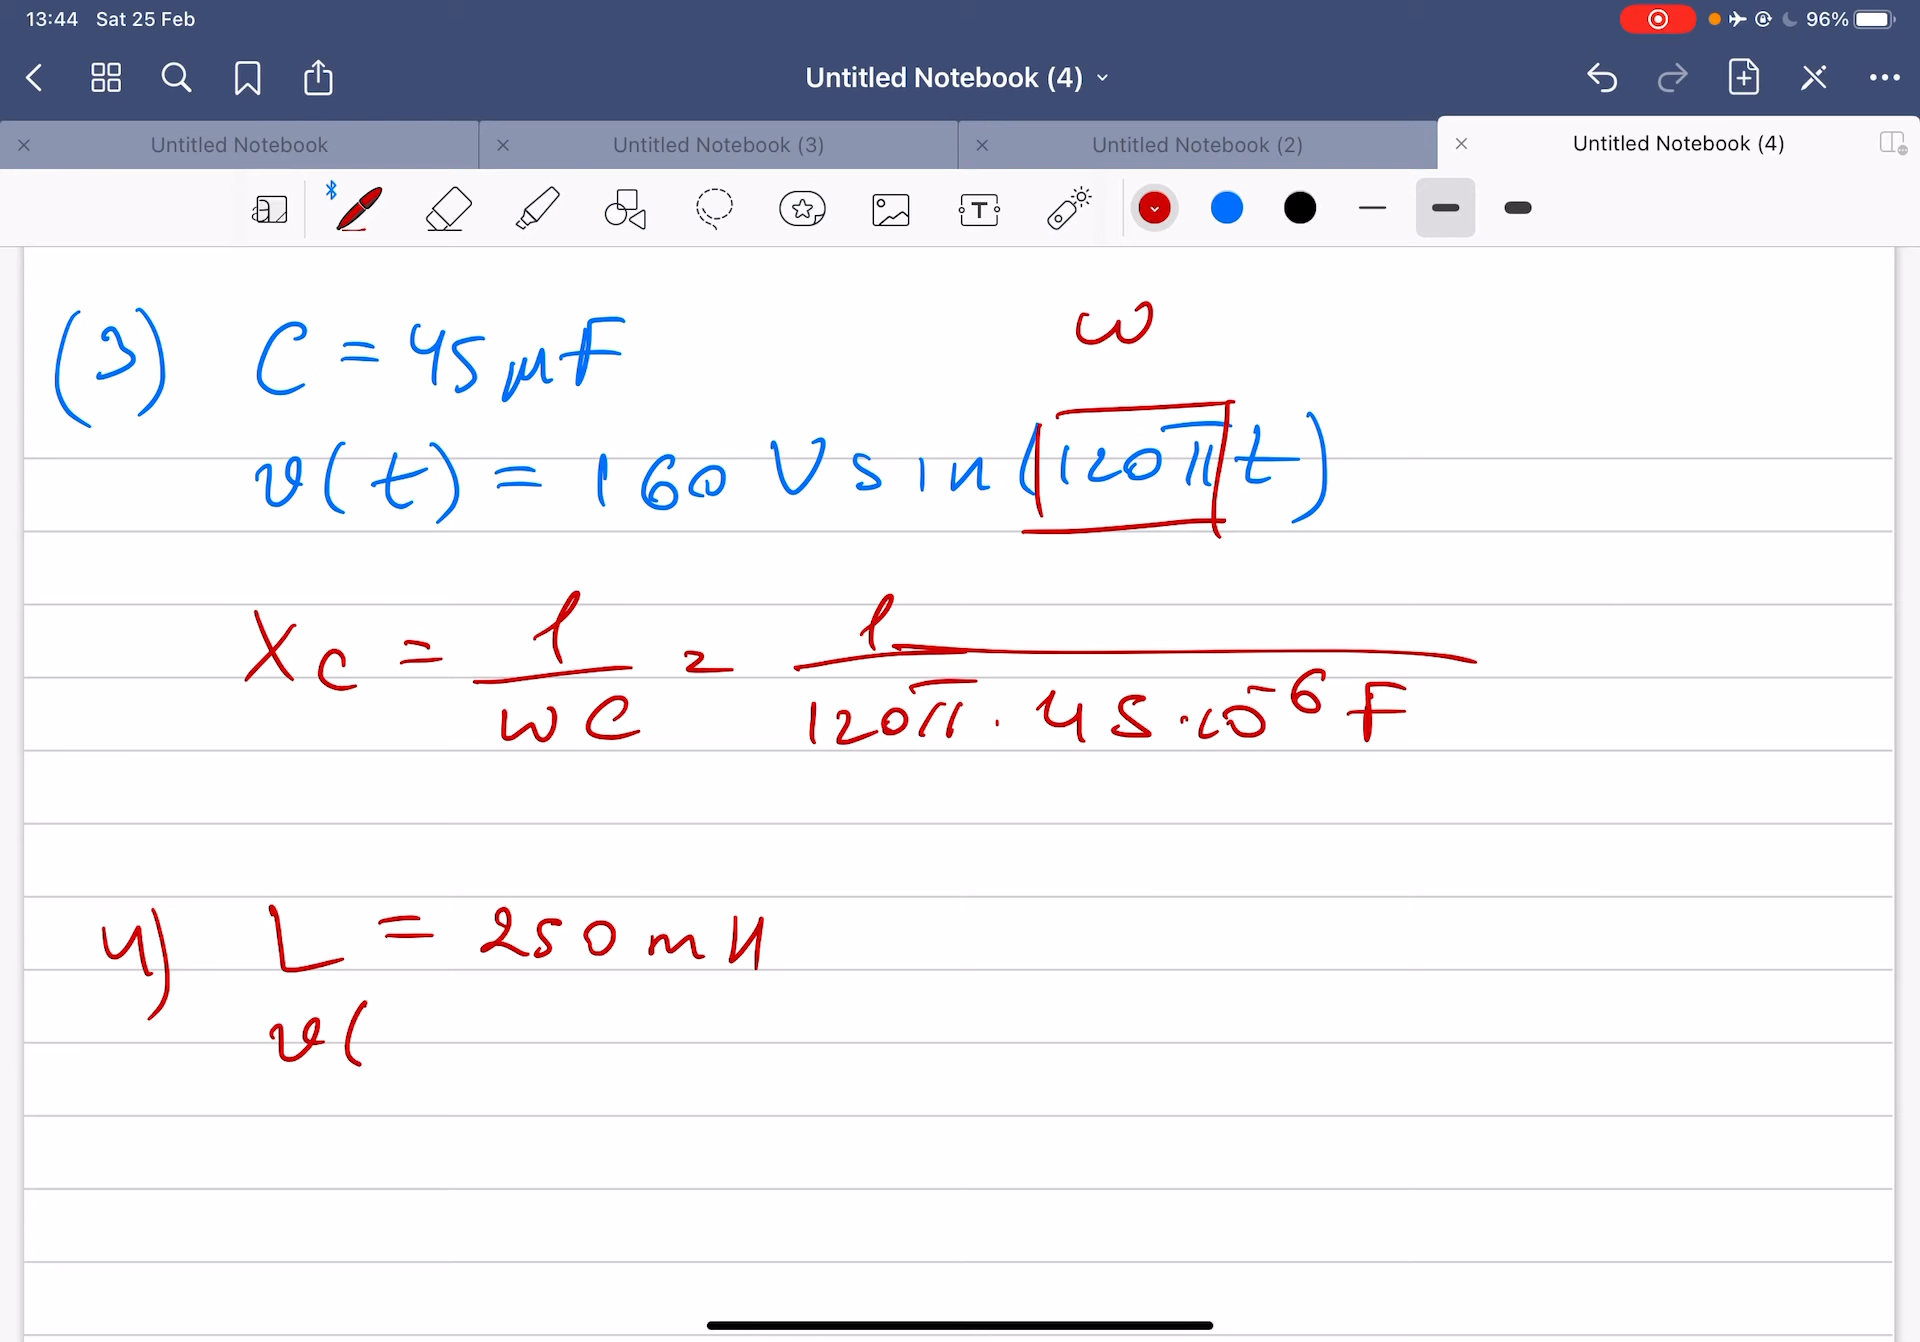 13:44 Sat 25 Feb 96%
Untitled Notebook (4)
Untitled Notebook Untitled Notebook (3) Untitled Notebook (2) Untitled Notebook (4)
T
(3) C = 45 μF
ω
v(t) = 160 V sin(120π t)
Xc = 1/ωC = 1/120π · 45 · 10^-6 F
4) L = 250 mH
v(